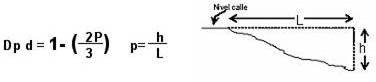 Nivel calle
L
Dp d = 1- ( 2P / 3 ) p= h / L
h